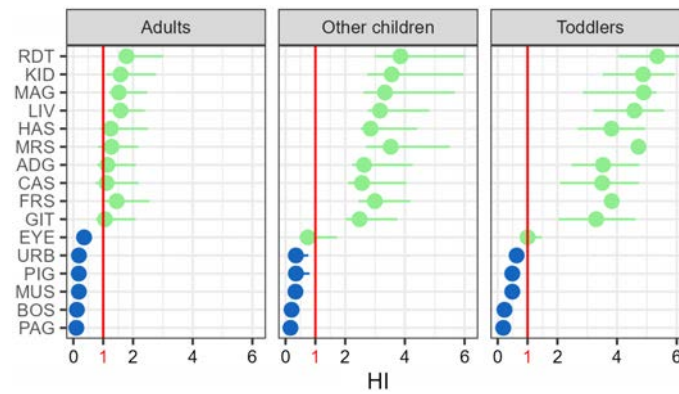 Adults Other children Toddlers
RDT
KID
MAG
LIV
HAS
MRS
ADG
CAS
FRS
GIT
EYE
URB
PIG
MUS
BOS
PAG
0 1 2 4 6 0 1 2 4 6 0 1 2 4 6
HI